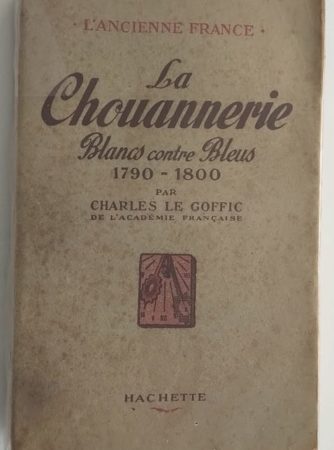 · L'ANCIENNE FRANCE ·
La
Chouannerie
Blancs contre Bleus
1790 - 1800
PAR
CHARLES LE GOFFIC
DE L'ACADÉMIE FRANÇAISE
HACHETTE